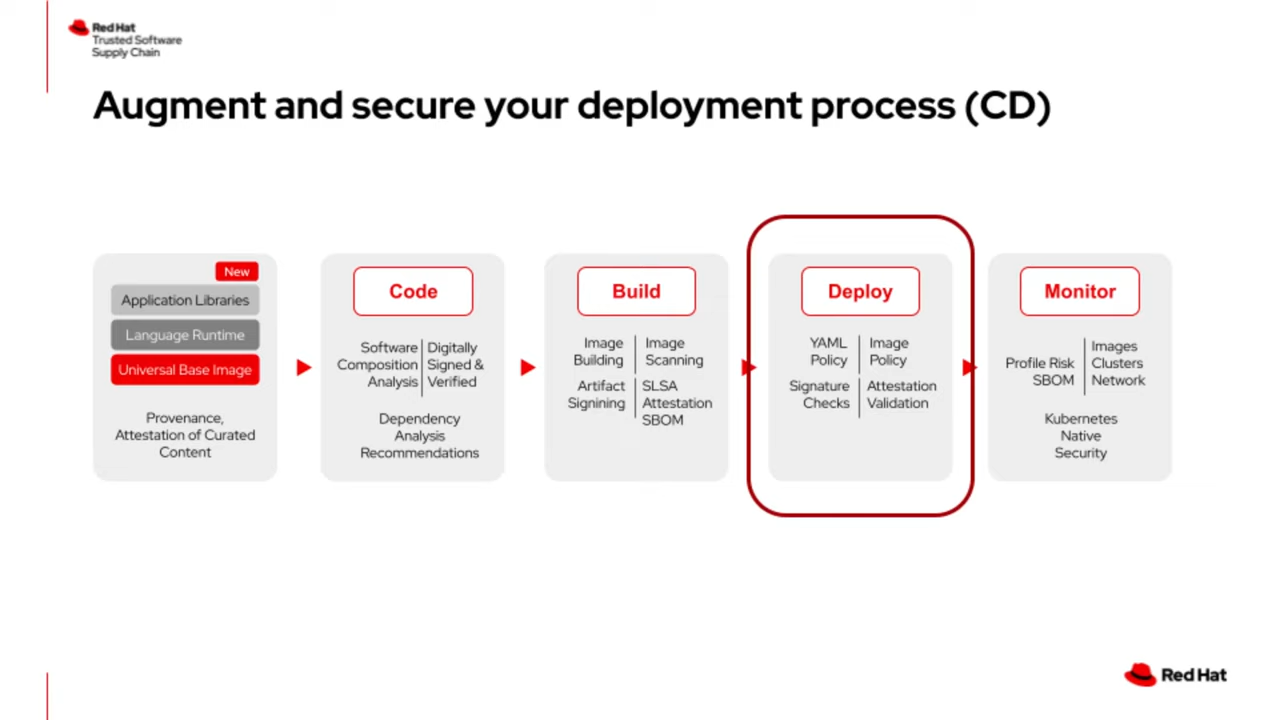 Red Hat
Trusted Software
Supply Chain
Augment and secure your deployment process (CD)
New
Application Libraries
Language Runtime
Universal Base Image
Provenance,
Attestation of Curated
Content
Code
Software
Composition
Analysis
Digitally
Signed &
Verified
Dependency
Analysis
Recommendations
Build
Image
Building
Image
Scanning
Artifact
Signining
SLSA
Attestation
SBOM
Deploy
YAML
Policy
Image
Policy
Signature
Checks
Attestation
Validation
Monitor
Profile Risk
SBOM
Images
Clusters
Network
Kubernetes
Native
Security
Red Hat